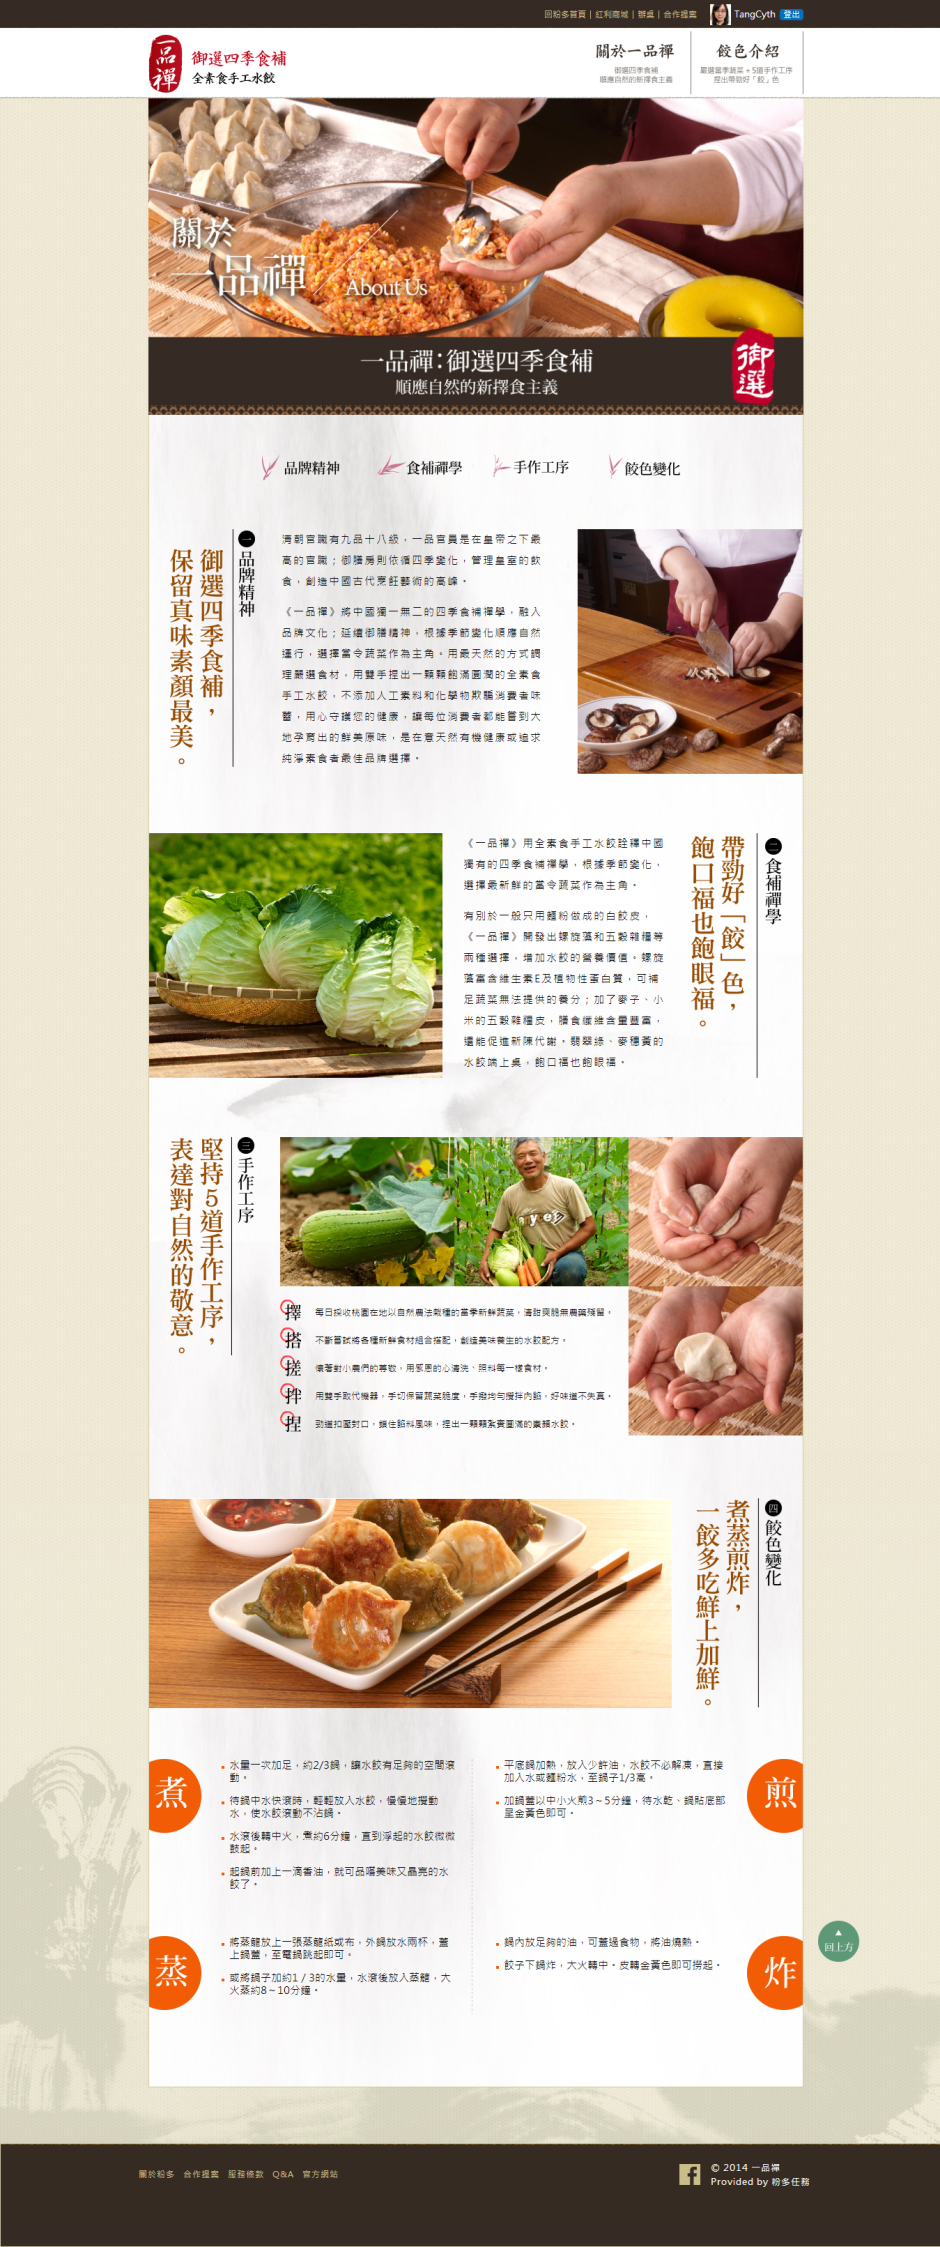 回粉多首頁 | 紅利商城 | 辦桌 | 合作提案
TangCyth 登出
一品禪
御選四季食補
全素食手工水餃
關於一品禪
御選四季食補
順應自然的新擇食主義
餃色介紹
嚴選當季蔬菜 + 5道手作工序
捏出帶勁好「餃」色
關於
一品禪
About Us
一品禪:御選四季食補
順應自然的新擇食主義
御選
品牌精神
食補禪學
手作工序
餃色變化
一 品牌精神
御選四季食補，
保留真味素顏最美。
清朝官職有九品十八級，一品官員是在皇帝之下最
高的官職；御膳房則依循四季變化，管理皇室的飲
食，創造中國古代烹飪藝術的高峰。
《一品禪》將中國獨一無二的四季食補禪學，融入
品牌文化；延續御膳精神，根據季節變化順應自然
運行，選擇當令蔬菜作為主角。用最天然的方式調
理嚴選食材，用雙手捏出一顆顆飽滿圓潤的全素食
手工水餃，不添加人工素料和化學物欺騙消費者味
蕾，用心守護您的健康，讓每位消費者都能嘗到大
地孕育出的鮮美原味，是在意天然有機健康或追求
純淨素食者最佳品牌選擇。
二 食補禪學
帶勁好「餃」色，
飽口福也飽眼福。
《一品禪》用全素食手工水餃詮釋中國
獨有的四季食補禪學，根據季節變化，
選擇最新鮮的當令蔬菜作為主角。
有別於一般只用麵粉做成的白餃皮，
《一品禪》開發出螺旋藻和五穀雜糧等
兩種選擇，增加水餃的營養價值。螺旋
藻富含維生素E及植物性蛋白質，可補
足蔬菜無法提供的養分；加了麥子、小
米的五穀雜糧皮，膳食纖維含量豐富，
還能促進新陳代謝。翡翠綠、麥穗黃的
水餃端上桌，飽口福也飽眼福。
三 手作工序
堅持5道手作工序，
表達對自然的敬意。
擇 每日採收桃園在地以自然農法栽種的當季新鮮蔬菜，清甜爽脆無農藥殘留。
搭 不斷嘗試將各種新鮮食材組合搭配，創造美味養生的水餃配方。
搓 懷著對小農們的尊敬，用感恩的心清洗、照料每一樣食材。
拌 用雙手取代機器，手切保留蔬菜脆度，手撥均勻攪拌內餡，好味道不失真。
捏 勁道扣壓封口，鎖住餡料風味，捏出一顆顆紮實圓滿的素顏水餃。
四 餃色變化
煮蒸煎炸，
一餃多吃鮮上加鮮。
煮
水量一次加足，約2/3鍋，讓水餃有足夠的空間滾
動。
待鍋中水快滾時，輕輕放入水餃，慢慢地攪動
水，使水餃滾動不沾鍋。
水滾後轉中火，煮約6分鐘，直到浮起的水餃微微
鼓起。
起鍋前加上一滴香油，就可品嚐美味又晶亮的水
餃了。
煎
平底鍋加熱，放入少許油，水餃不必解凍，直接
加入水或麵粉水，至鍋子1/3高。
加鍋蓋以中小火煎3～5分鐘，待水乾、鍋貼底部
呈金黃色即可。
蒸
將蒸籠放上一張蒸籠紙或布，外鍋放水兩杯，蓋
上鍋蓋，至電鍋跳起即可。
或將鍋子加約1 / 3的水量，水滾後放入蒸籠，大
火蒸約8～10分鐘。
炸
鍋內放足夠的油，可蓋過食物，將油燒熱。
餃子下鍋炸，大火轉中。皮轉金黃色即可撈起。
回上方
關於粉多 合作提案 服務條款 Q&A 官方網站
© 2014 一品禪
Provided by 粉多任務